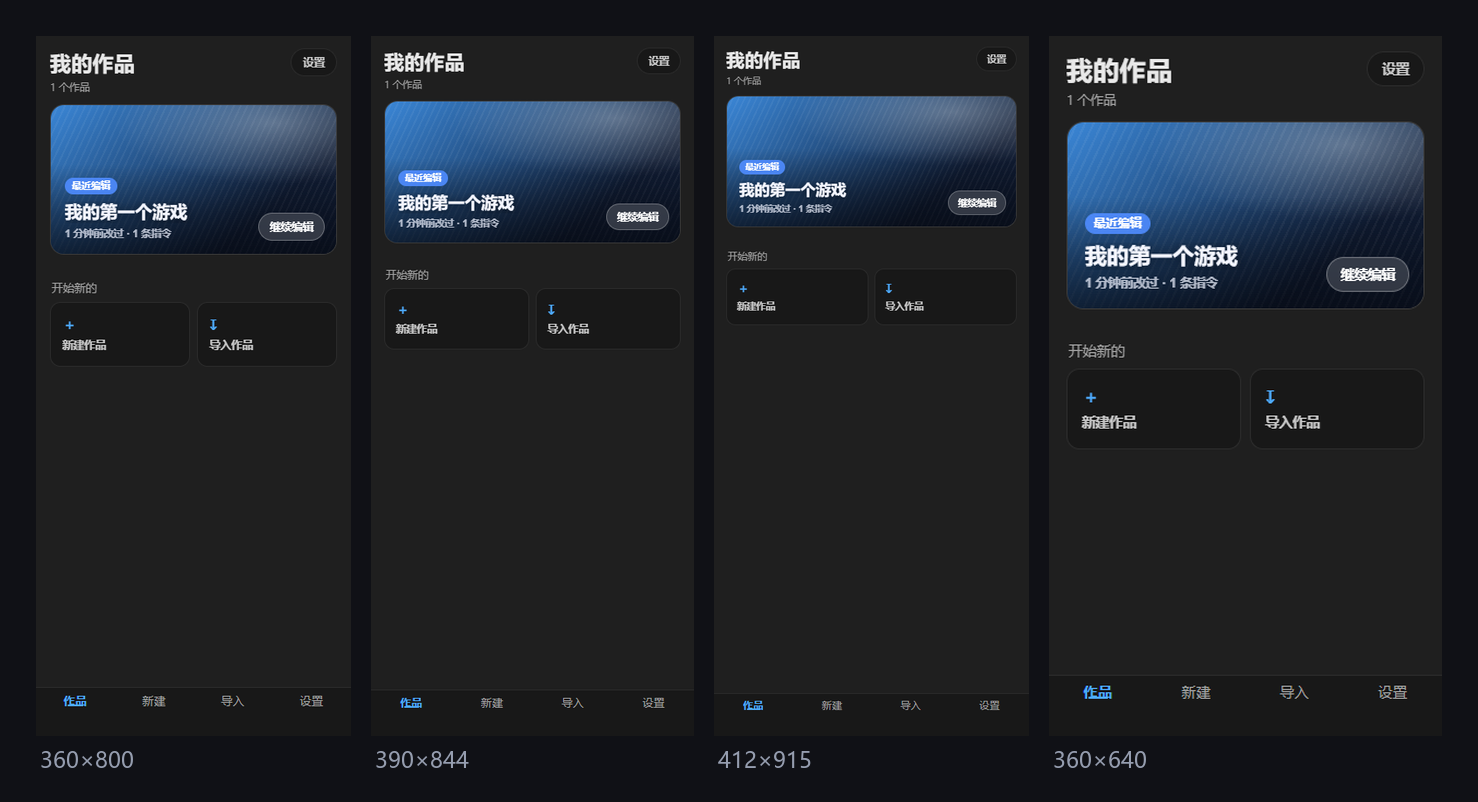 我的作品
设置
1 个作品
最近编辑
我的第一个游戏
1 分钟前改过 · 1 条指令
继续编辑
开始新的
+
新建作品
↧
导入作品
作品
新建
导入
设置
360×800
我的作品
设置
1 个作品
最近编辑
我的第一个游戏
1 分钟前改过 · 1 条指令
继续编辑
开始新的
+
新建作品
↧
导入作品
作品
新建
导入
设置
390×844
我的作品
设置
1 个作品
最近编辑
我的第一个游戏
1 分钟前改过 · 1 条指令
继续编辑
开始新的
+
新建作品
↧
导入作品
作品
新建
导入
设置
412×915
我的作品
设置
1 个作品
最近编辑
我的第一个游戏
1 分钟前改过 · 1 条指令
继续编辑
开始新的
+
新建作品
↧
导入作品
作品
新建
导入
设置
360×640